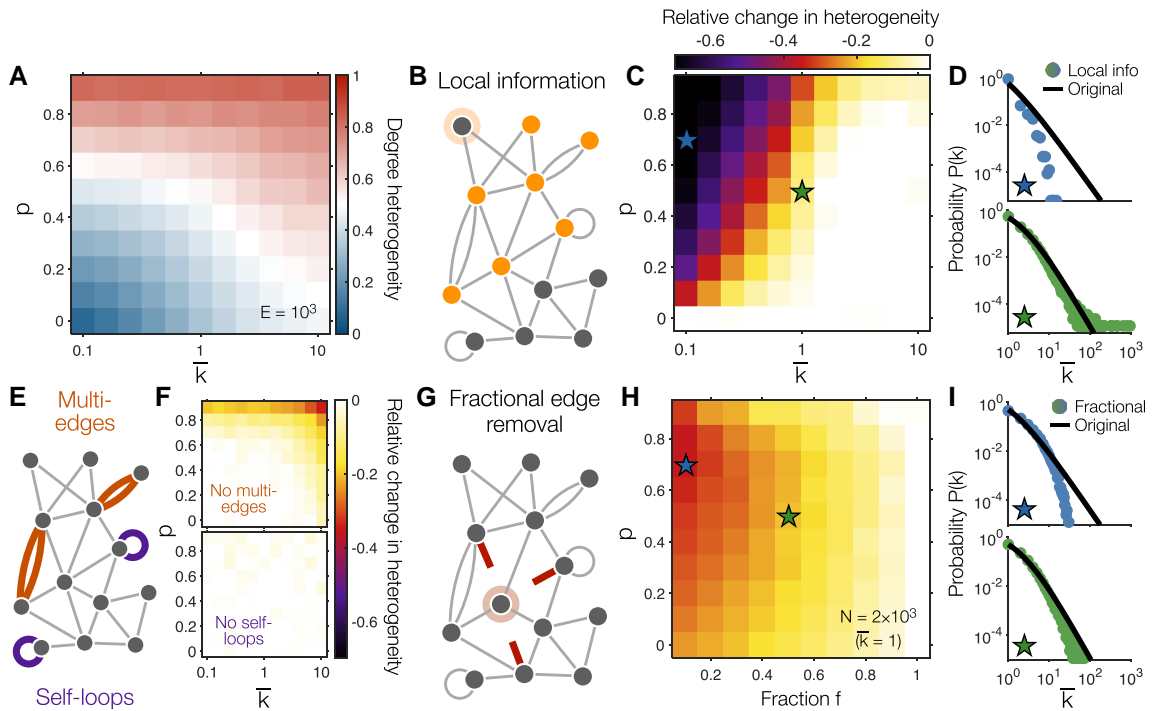 A
0.8
0.6
0.4
0.2
0
p
0.1
1
10
k
E = 10³
1
0.8
0.6
0.4
0.2
0
Degree heterogeneity
B
Local information
C
Relative change in heterogeneity
-0.6
-0.4
-0.2
0
0.8
0.6
0.4
0.2
0
p
0.1
1
10
k
D
Local info
Original
Probability P(k)
10⁰
10⁻²
10⁻⁴
10⁰
10⁻²
10⁻⁴
10⁰
10¹
10²
10³
k
E
Multi-
edges
Self-loops
F
0.8
0.6
0.4
0.2
0
No multi-
edges
p
0.8
0.6
0.4
0.2
0
No self-
loops
0.1
1
10
k
0
-0.2
-0.4
-0.6
Relative change in heterogeneity
G
Fractional edge
removal
H
0.8
0.6
0.4
0.2
0
p
N = 2×10³
(k = 1)
0.2
0.4
0.6
0.8
1
Fraction f
I
Fractional
Original
Probability P(k)
10⁰
10⁻²
10⁻⁴
10⁰
10⁻²
10⁻⁴
10⁰
10¹
10²
10³
k